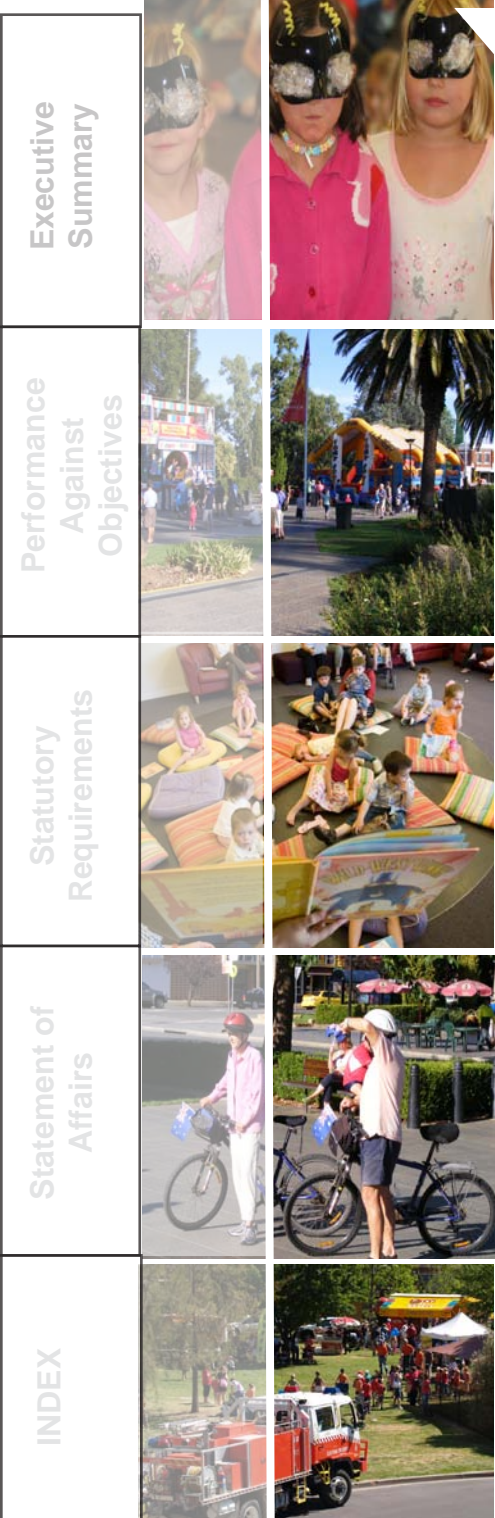 Executive
Summary
Performance
Against
Objectives
Statutory
Requirements
Statement of
Affairs
INDEX